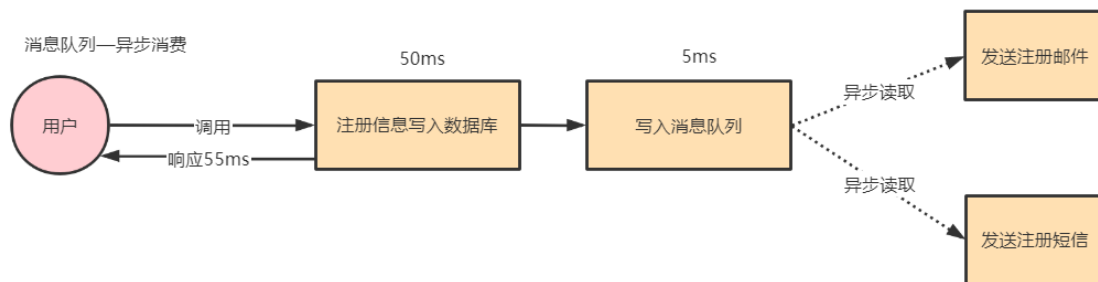 消息队列—异步消费
50ms
5ms
发送注册邮件
异步读取
用户
调用
注册信息写入数据库
写入消息队列
响应55ms
异步读取
发送注册短信